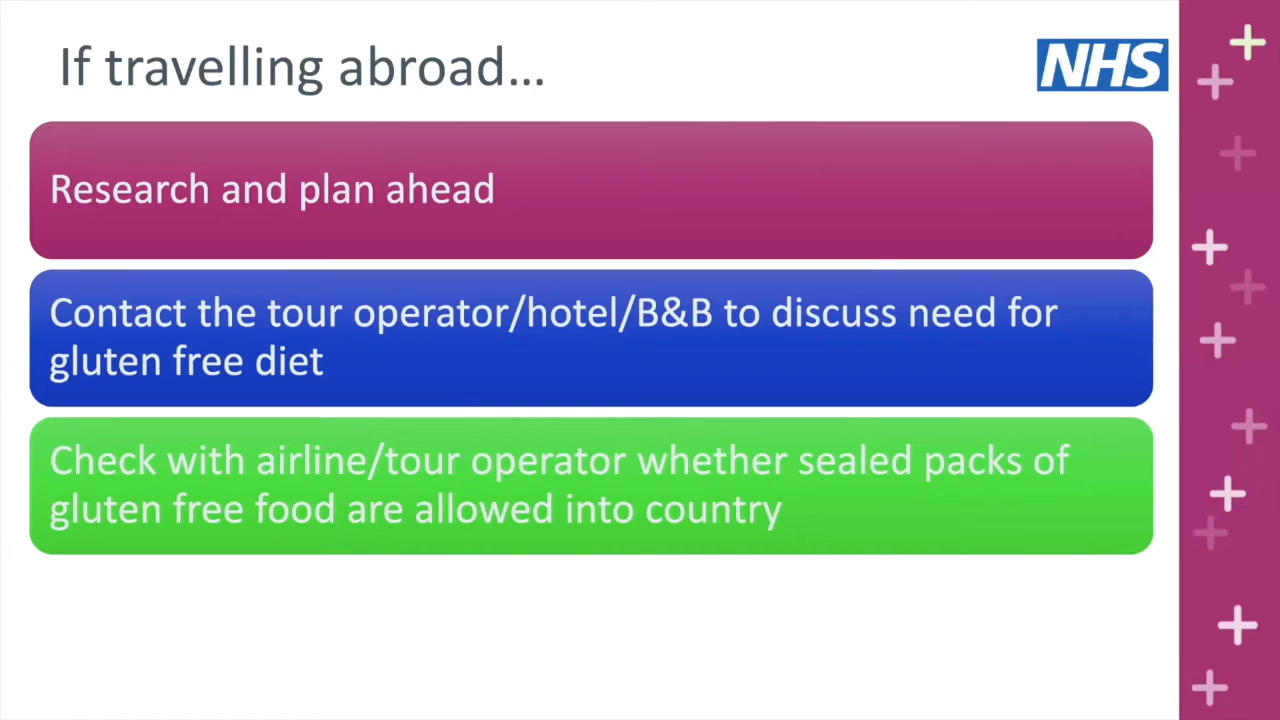 If travelling abroad...
NHS
Research and plan ahead
Contact the tour operator/hotel/B&B to discuss need for
gluten free diet
Check with airline/tour operator whether sealed packs of
gluten free food are allowed into country